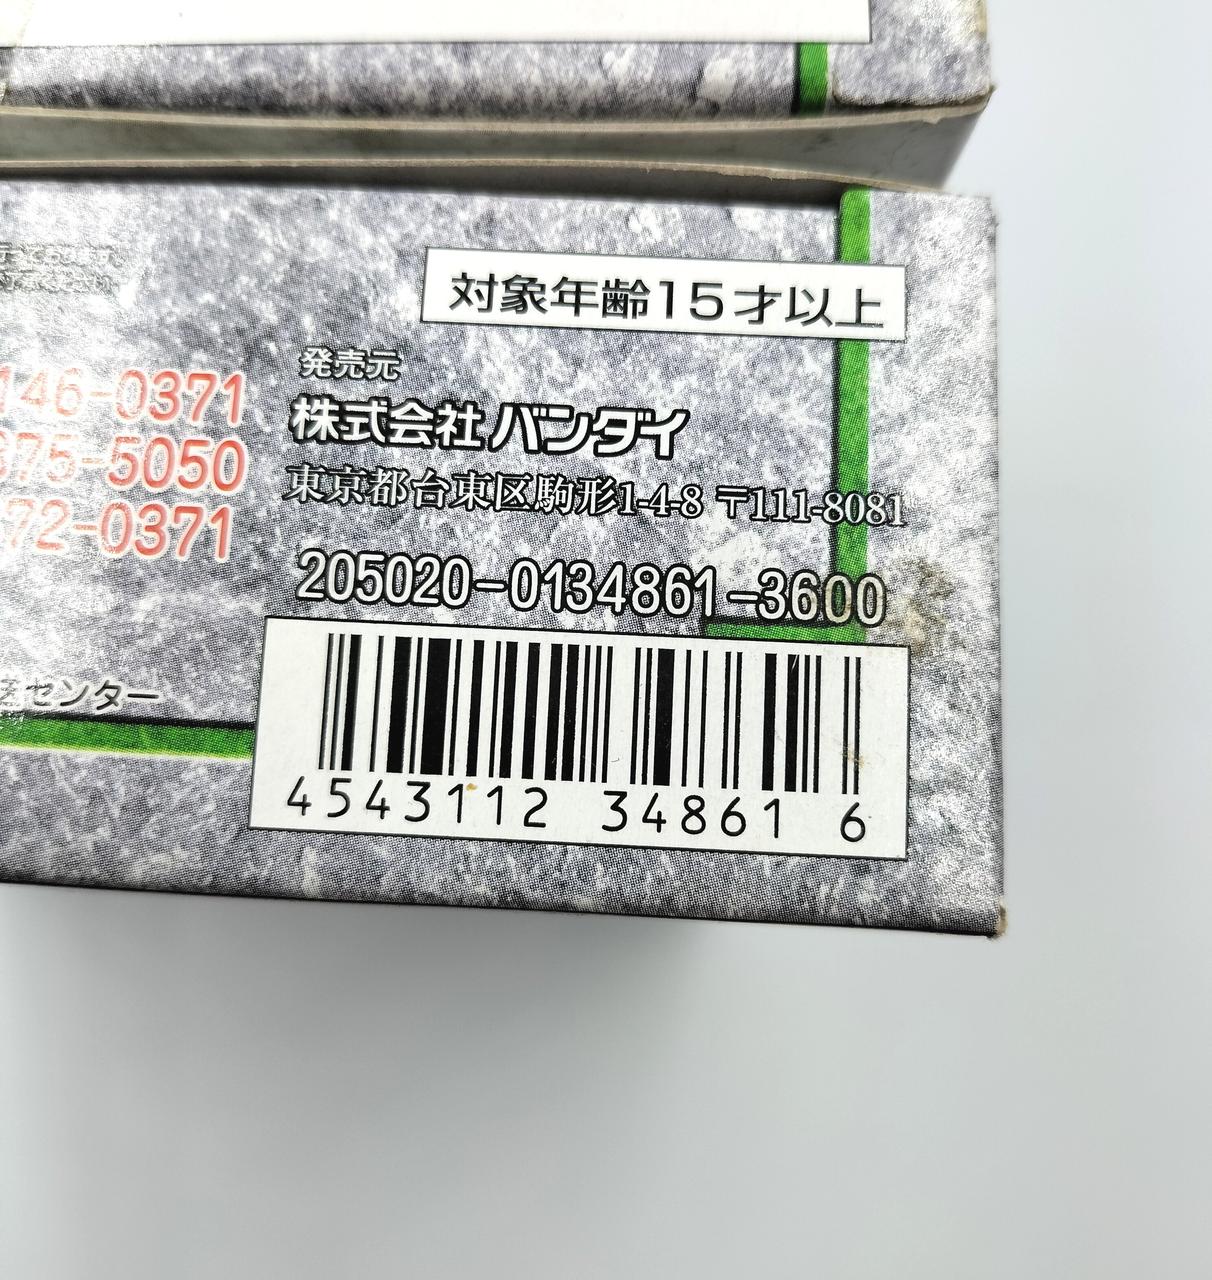 対象年齢15才以上
発売元
株式会社バンダイ
東京都台東区駒形1-4-8 〒111-8081
146-0371
375-5050
72-0371
205020-0134861-3600
センター
4543112 34861 6